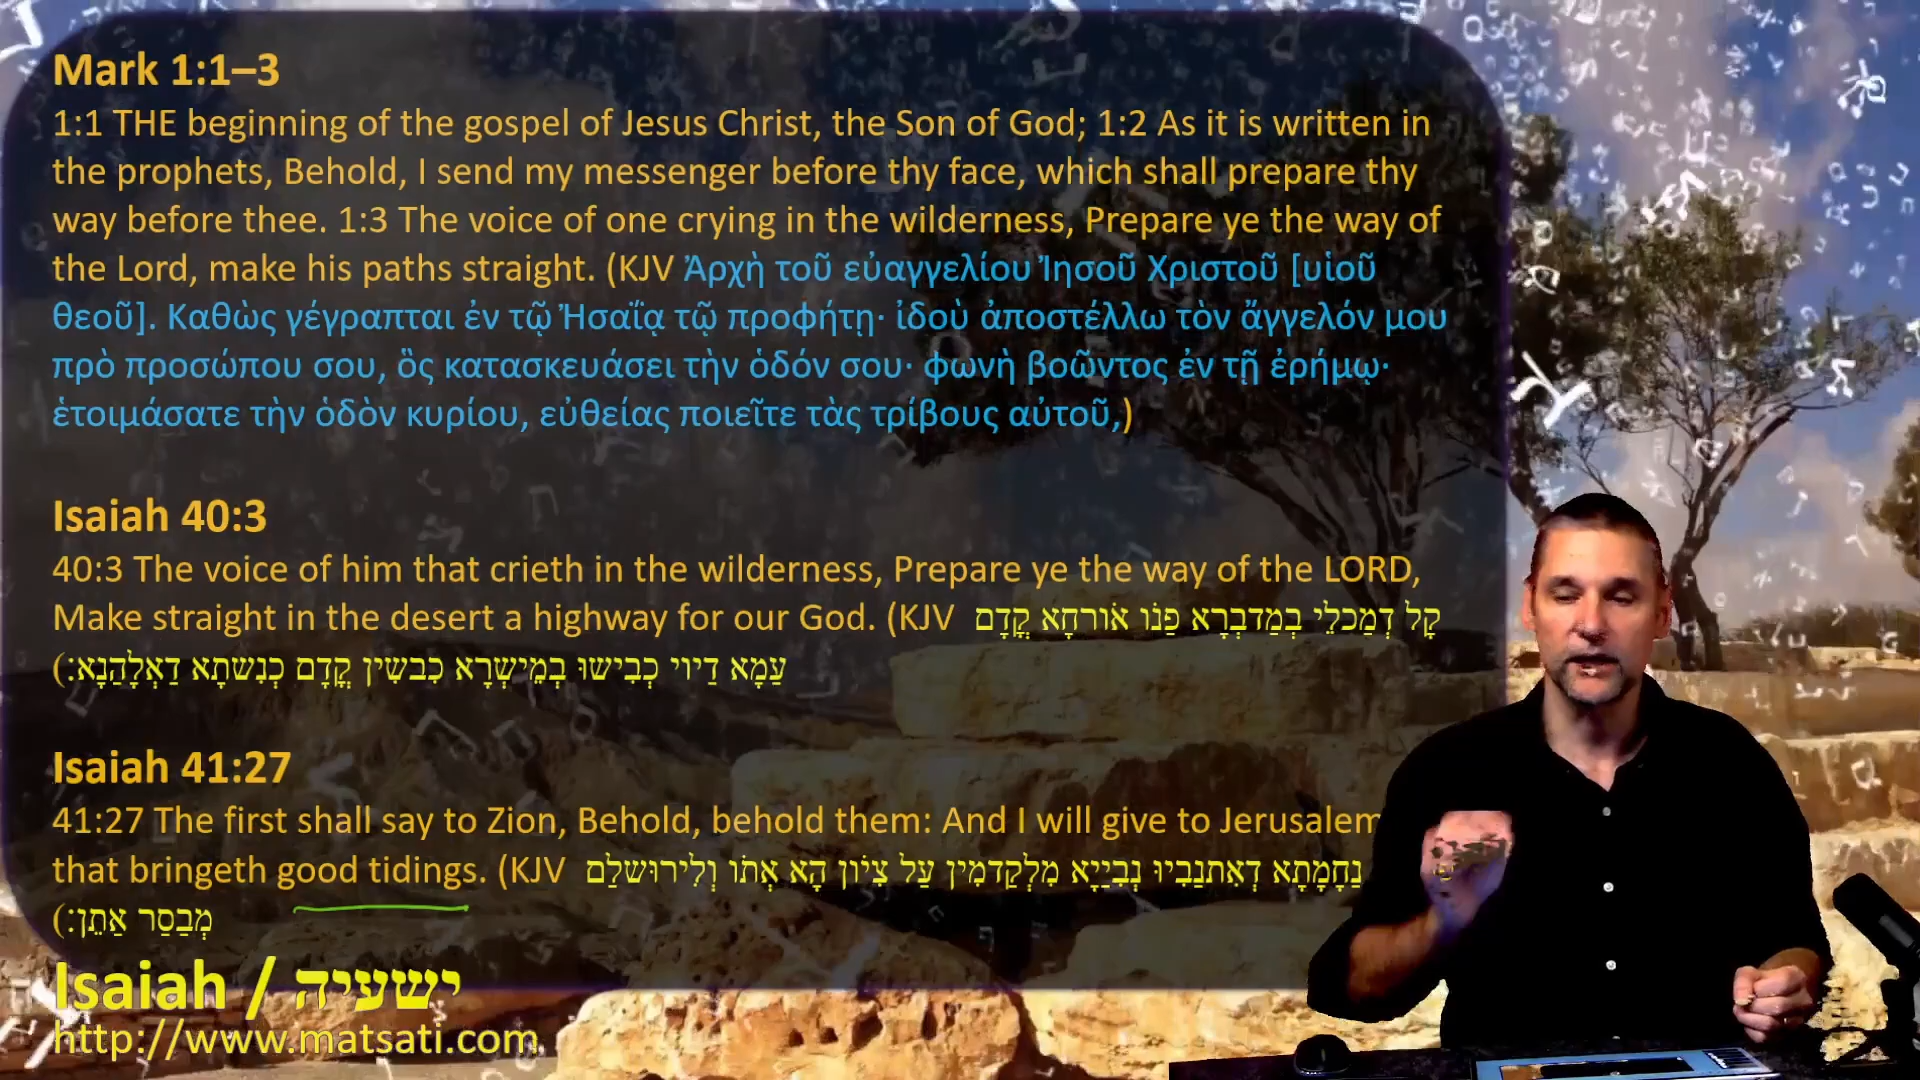 Mark 1:1–3
1:1 THE beginning of the gospel of Jesus Christ, the Son of God; 1:2 As it is written in
the prophets, Behold, I send my messenger before thy face, which shall prepare thy
way before thee. 1:3 The voice of one crying in the wilderness, Prepare ye the way of
the Lord, make his paths straight. (KJV Ἀρχὴ τοῦ εὐαγγελίου Ἰησοῦ Χριστοῦ [υἱοῦ
θεοῦ]. Καθὼς γέγραπται ἐν τῷ Ἠσαΐᾳ τῷ προφήτῃ· ἰδοὺ ἀποστέλλω τὸν ἄγγελόν μου
πρὸ προσώπου σου, ὃς κατασκευάσει τὴν ὁδόν σου· φωνὴ βοῶντος ἐν τῇ ἐρήμῳ·
ἑτοιμάσατε τὴν ὁδὸν κυρίου, εὐθείας ποιεῖτε τὰς τρίβους αὐτοῦ,)
Isaiah 40:3
40:3 The voice of him that crieth in the wilderness, Prepare ye the way of the LORD,
Make straight in the desert a highway for our God. (KJV קָל דְמַכלֵי בְמַדבְרָא פַנֹו אֹורחָא קֳדָם
עַמָא דַיוי כְבִישוּ בְמֵישְרָא כִבשִין קֳדָם כְנִשתָא דַאְלָהַנָא׃)
Isaiah 41:27
41:27 The first shall say to Zion, Behold, behold them: And I will give to Jerusalem
that bringeth good tidings. (KJV נַחָמָתָא דְאִתנַבִיוּ נְבִיַיָא מִלְקַדמִין עַל צִיֹון הָא אְתֹו וְלִירוּשלַם
מְבַסַר אַתֵן׃)
Isaiah / ישעיה
http://www.matsati.com